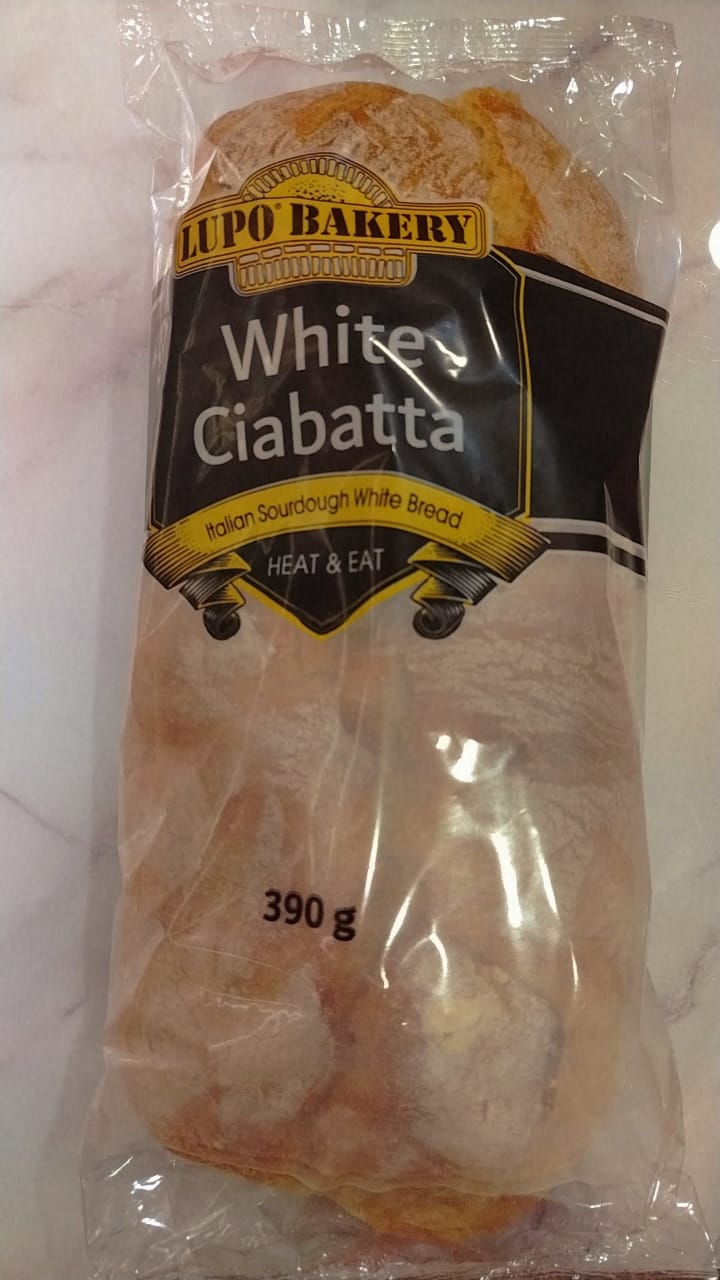 LUPO® BAKERY
White
Ciabatta
Italian Sourdough White Bread
HEAT & EAT
390 g